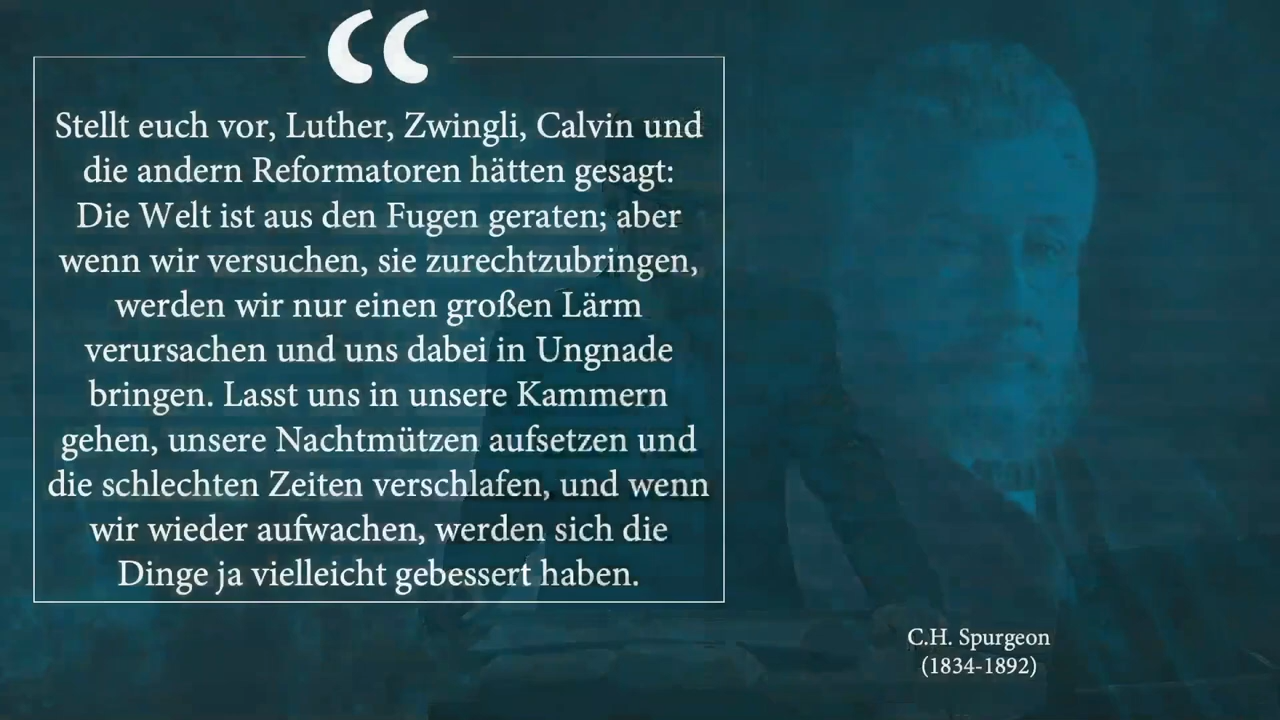 “
Stellt euch vor, Luther, Zwingli, Calvin und
die andern Reformatoren hätten gesagt:
Die Welt ist aus den Fugen geraten; aber
wenn wir versuchen, sie zurechtzubringen,
werden wir nur einen großen Lärm
verursachen und uns dabei in Ungnade
bringen. Lasst uns in unsere Kammern
gehen, unsere Nachtmützen aufsetzen und
die schlechten Zeiten verschlafen, und wenn
wir wieder aufwachen, werden sich die
Dinge ja vielleicht gebessert haben.
C.H. Spurgeon
(1834-1892)